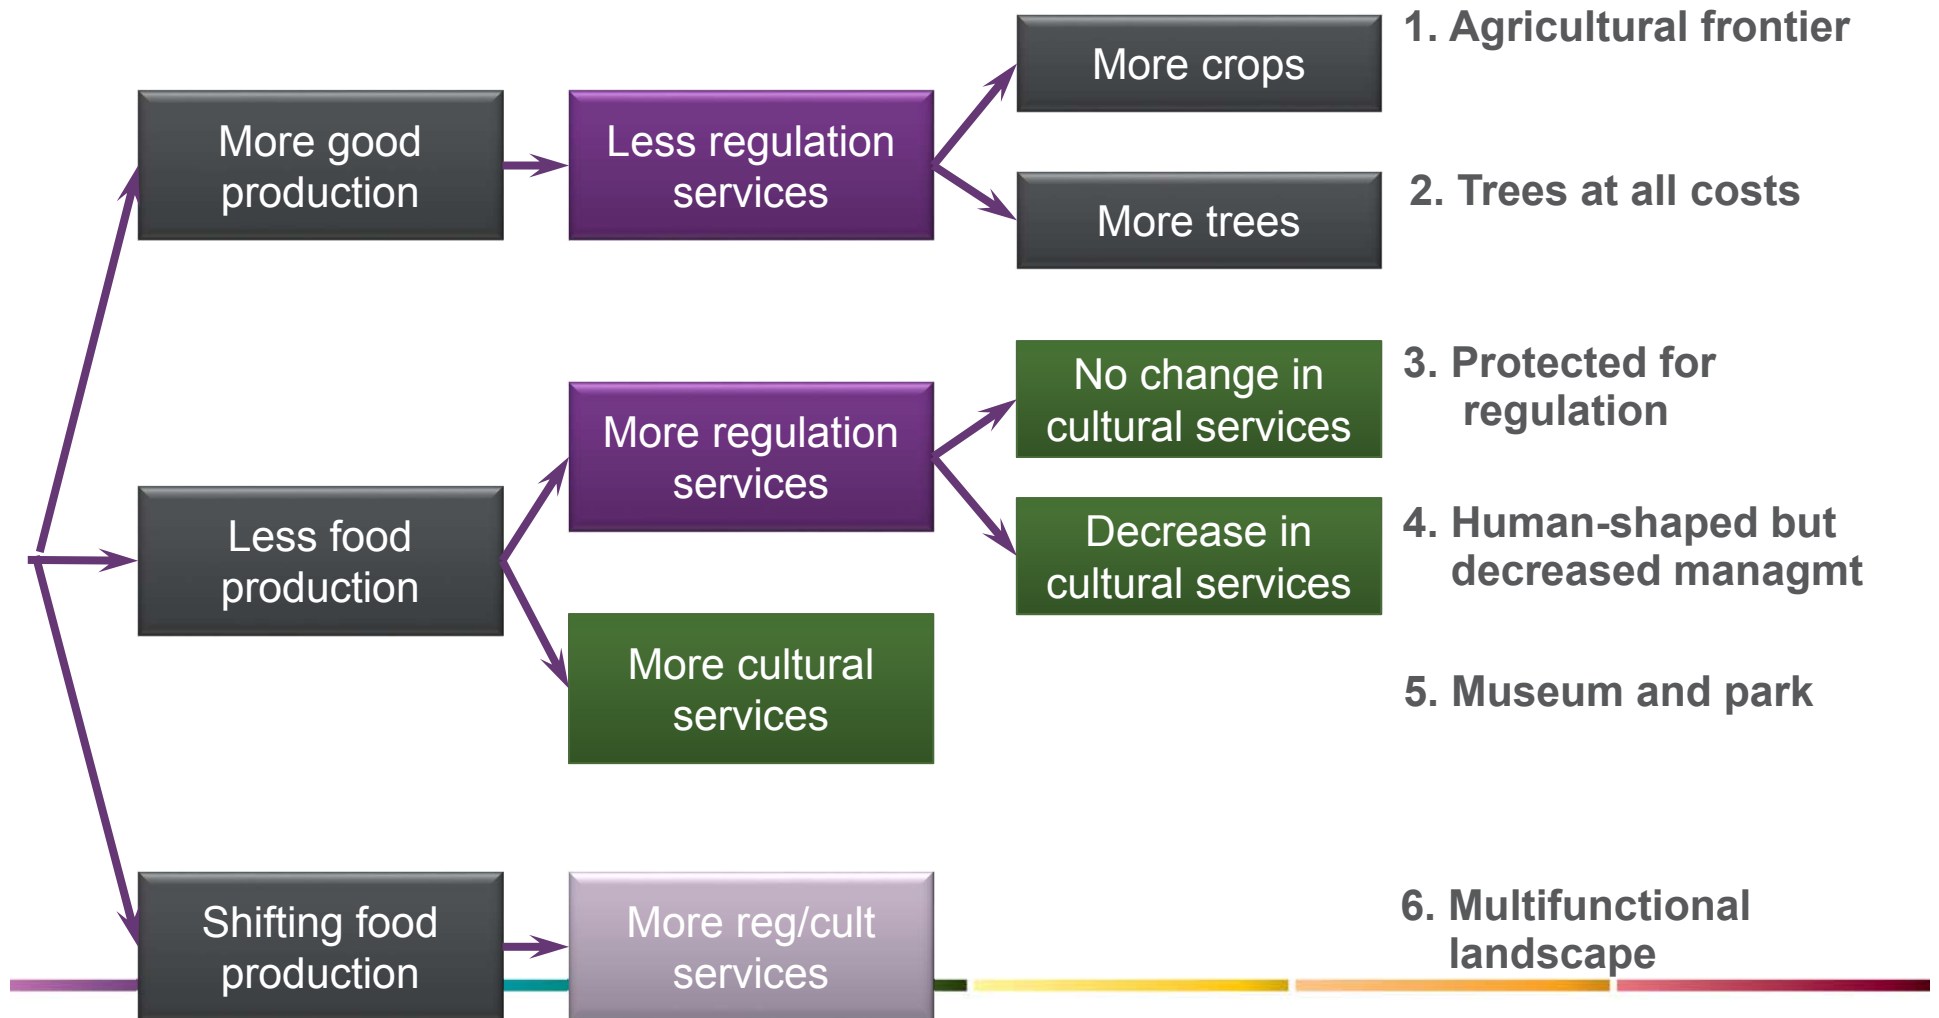 More good
production
Less regulation
services
More crops
1. Agricultural frontier
More trees
2. Trees at all costs
Less food
production
More regulation
services
No change in
cultural services
3. Protected for
regulation
Decrease in
cultural services
4. Human-shaped but
decreased managmt
More cultural
services
5. Museum and park
Shifting food
production
More reg/cult
services
6. Multifunctional
landscape